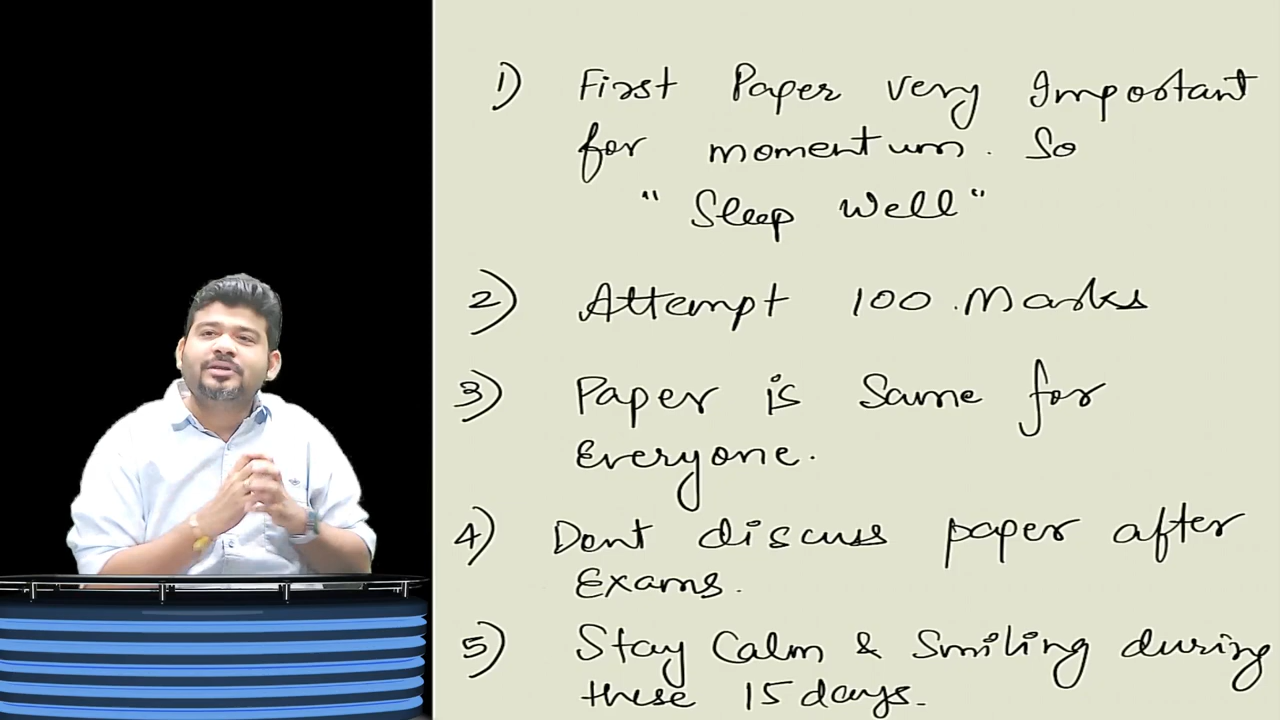 1) First Paper very Important
for momentum. So
"Sleep Well"
2) Attempt 100 Marks
3) Paper is Same for
Everyone.
4) Dont discuss paper after
Exams.
5) Stay Calm & Smiling during
these 15 days.